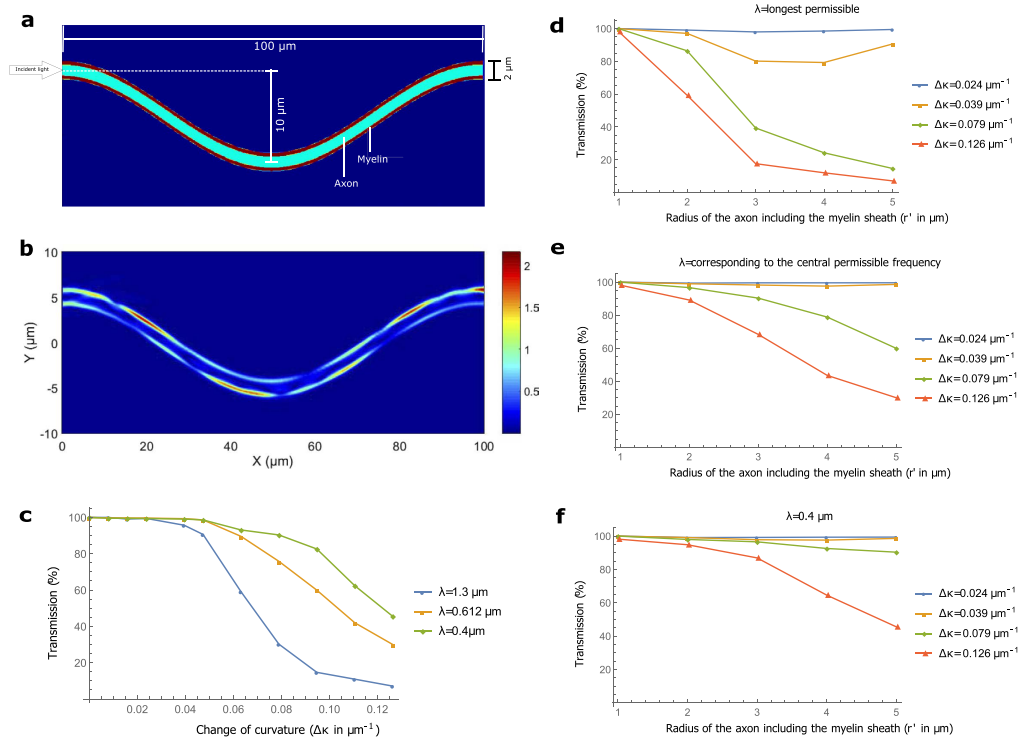 a
100 μm
Incident light
2 μm
10 μm
Myelin
Axon
b
10
5
0
-5
-10
Y (μm)
0
20
40
60
80
100
X (μm)
2
1.5
1
0.5
c
100
80
60
40
20
Transmission (%)
0.02
0.04
0.06
0.08
0.10
0.12
Change of curvature (Δκ in μm⁻¹)
λ=1.3 μm
λ=0.612 μm
λ=0.4μm
d
λ=longest permissible
100
80
60
40
20
Transmission (%)
1
2
3
4
5
Radius of the axon including the myelin sheath (r' in μm)
Δκ=0.024 μm⁻¹
Δκ=0.039 μm⁻¹
Δκ=0.079 μm⁻¹
Δκ=0.126 μm⁻¹
e
λ=corresponding to the central permissible frequency
100
80
60
40
20
Transmission (%)
1
2
3
4
5
Radius of the axon including the myelin sheath (r' in μm)
Δκ=0.024 μm⁻¹
Δκ=0.039 μm⁻¹
Δκ=0.079 μm⁻¹
Δκ=0.126 μm⁻¹
f
λ=0.4 μm
100
80
60
40
20
Transmission (%)
1
2
3
4
5
Radius of the axon including the myelin sheath (r' in μm)
Δκ=0.024 μm⁻¹
Δκ=0.039 μm⁻¹
Δκ=0.079 μm⁻¹
Δκ=0.126 μm⁻¹